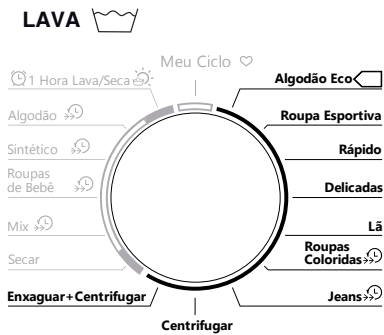 LAVA
Meu Ciclo
1 Hora Lava/Seca
Algodão
Sintético
Roupas
de Bebê
Mix
Secar
Enxaguar+Centrifugar
Centrifugar
Algodão Eco
Roupa Esportiva
Rápido
Delicadas
Lã
Roupas
Coloridas
Jeans